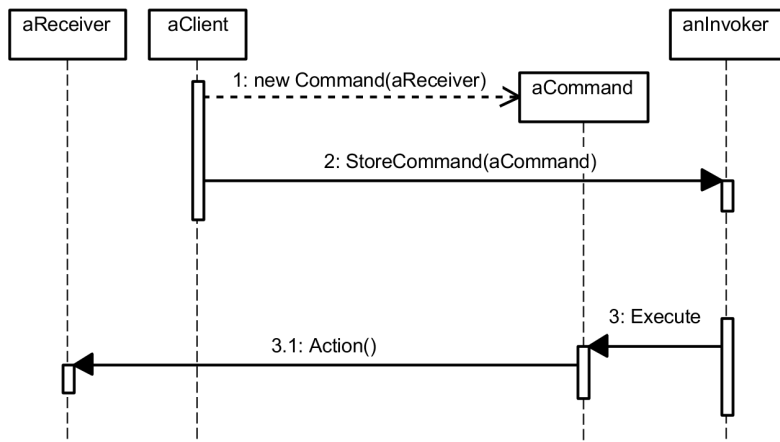 aReceiver
aClient
anInvoker
1: new Command(aReceiver)
aCommand
2: StoreCommand(aCommand)
3: Execute
3.1: Action()